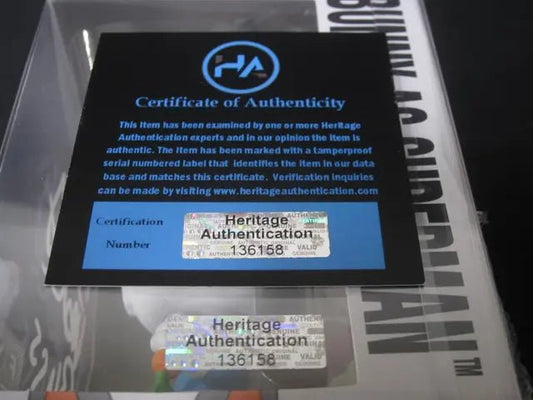 HA
Certificate of Authenticity
This item has been examined by one or more Heritage
Authentication experts and in our opinion the item is
authentic. The item has been marked with a tamperproof
serial numbered label that identifies the item in our data
base and matches this certificate. Verification inquiries
can be made by visiting www.heritageauthentication.com
Certification
Number
Heritage
Authentication
136158
Heritage
Authentication
136158
BUNNY AS SUPERMAN™